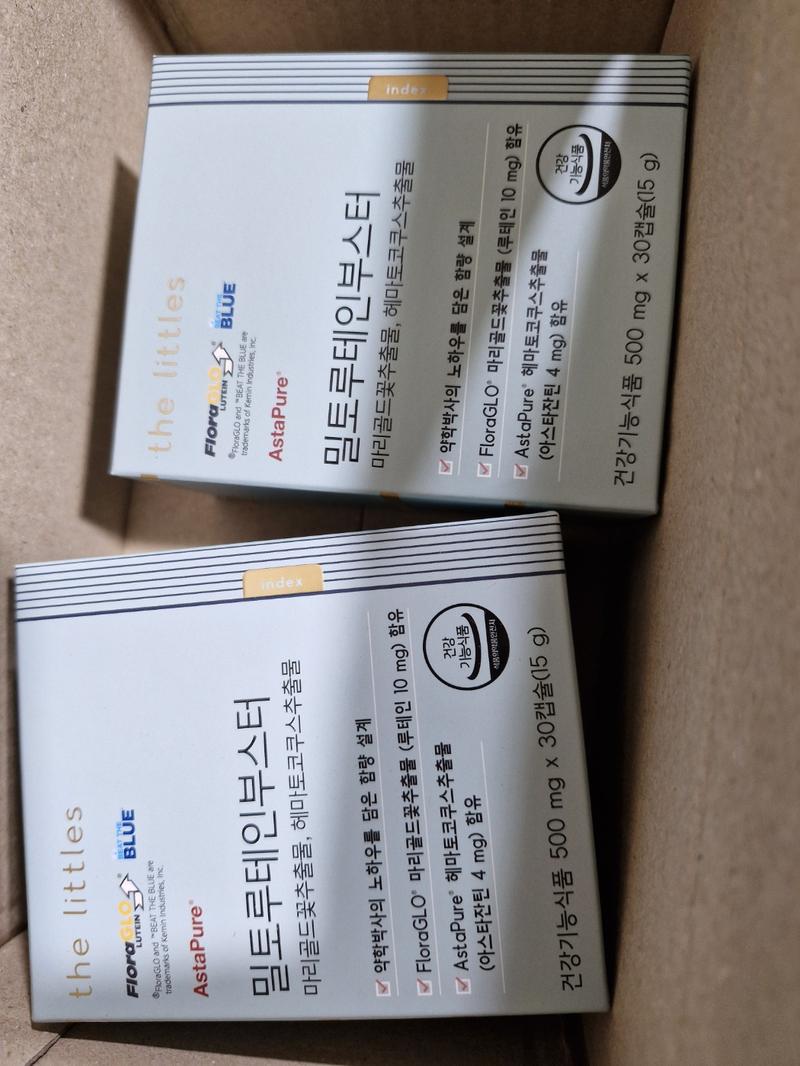 the littles
FloraGLO®
LUTEIN
BEAT THE
BLUE™
®FloraGLO and ™BEAT THE BLUE are
trademarks of Kemin Industries, Inc.
AstaPure®
밀토루테인부스터
마리골드꽃추출물, 헤마토코쿠스추출물
약학박사의 노하우를 담은 함량 설계
FloraGLO® 마리골드꽃추출물 (루테인 10 mg) 함유
AstaPure® 헤마토코쿠스추출물
(아스타잔틴 4 mg) 함유
건강기능식품 500 mg x 30캡슐(15 g)
건강
기능식품
식품의약품안전처
index
the littles
FloraGLO®
LUTEIN
BEAT THE
BLUE™
®FloraGLO and ™BEAT THE BLUE are
trademarks of Kemin Industries, Inc.
AstaPure®
밀토루테인부스터
마리골드꽃추출물, 헤마토코쿠스추출물
약학박사의 노하우를 담은 함량 설계
FloraGLO® 마리골드꽃추출물 (루테인 10 mg) 함유
AstaPure® 헤마토코쿠스추출물
(아스타잔틴 4 mg) 함유
건강기능식품 500 mg x 30캡슐(15 g)
건강
기능식품
식품의약품안전처
index